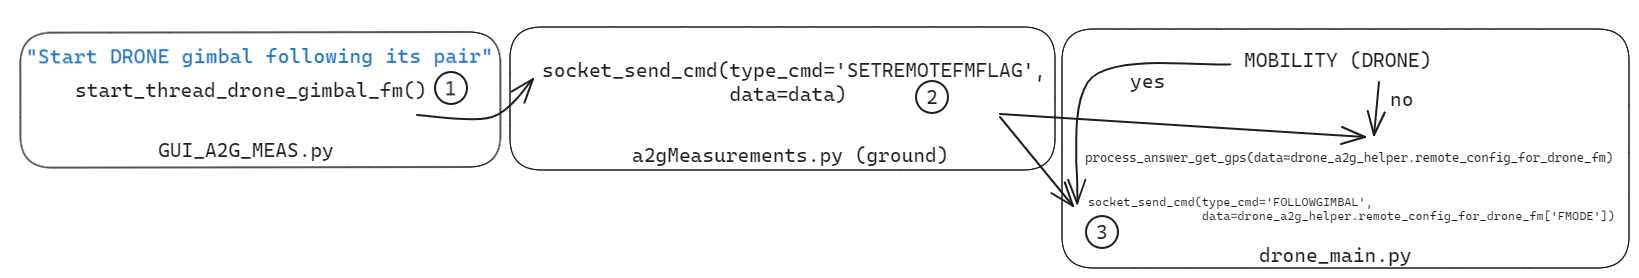 "Start DRONE gimbal following its pair"
start_thread_drone_gimbal_fm()
1
GUI_A2G_MEAS.py
socket_send_cmd(type_cmd='SETREMOTEFMFLAG',
data=data)
2
a2gMeasurements.py (ground)
MOBILITY (DRONE)
yes
no
process_answer_get_gps(data=drone_a2g_helper.remote_config_for_drone_fm)
socket_send_cmd(type_cmd='FOLLOWGIMBAL',
data=drone_a2g_helper.remote_config_for_drone_fm['FMODE'])
3
drone_main.py